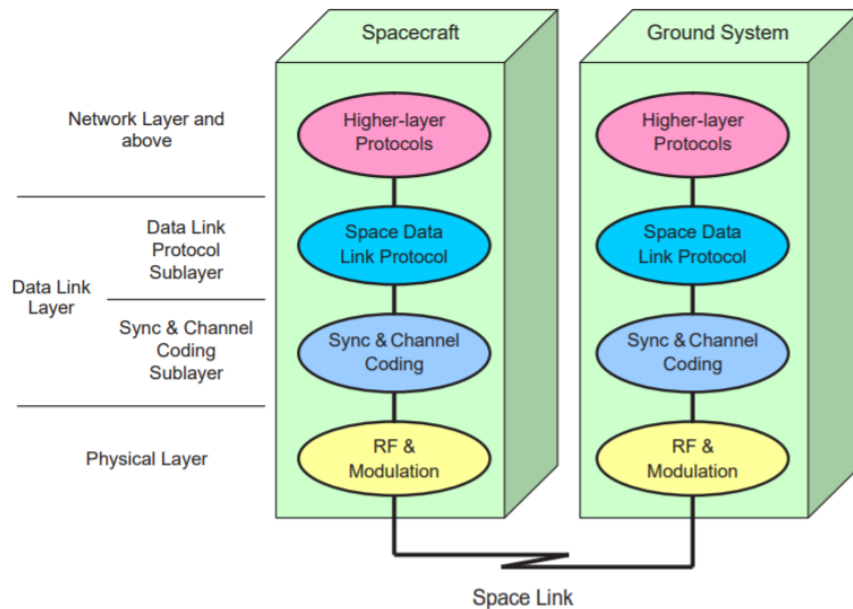 Spacecraft
Ground System
Network Layer and
above
Higher-layer
Protocols
Higher-layer
Protocols
Data Link
Protocol
Sublayer
Space Data
Link Protocol
Space Data
Link Protocol
Data Link
Layer
Sync & Channel
Coding
Sublayer
Sync & Channel
Coding
Sync & Channel
Coding
Physical Layer
RF &
Modulation
RF &
Modulation
Space Link